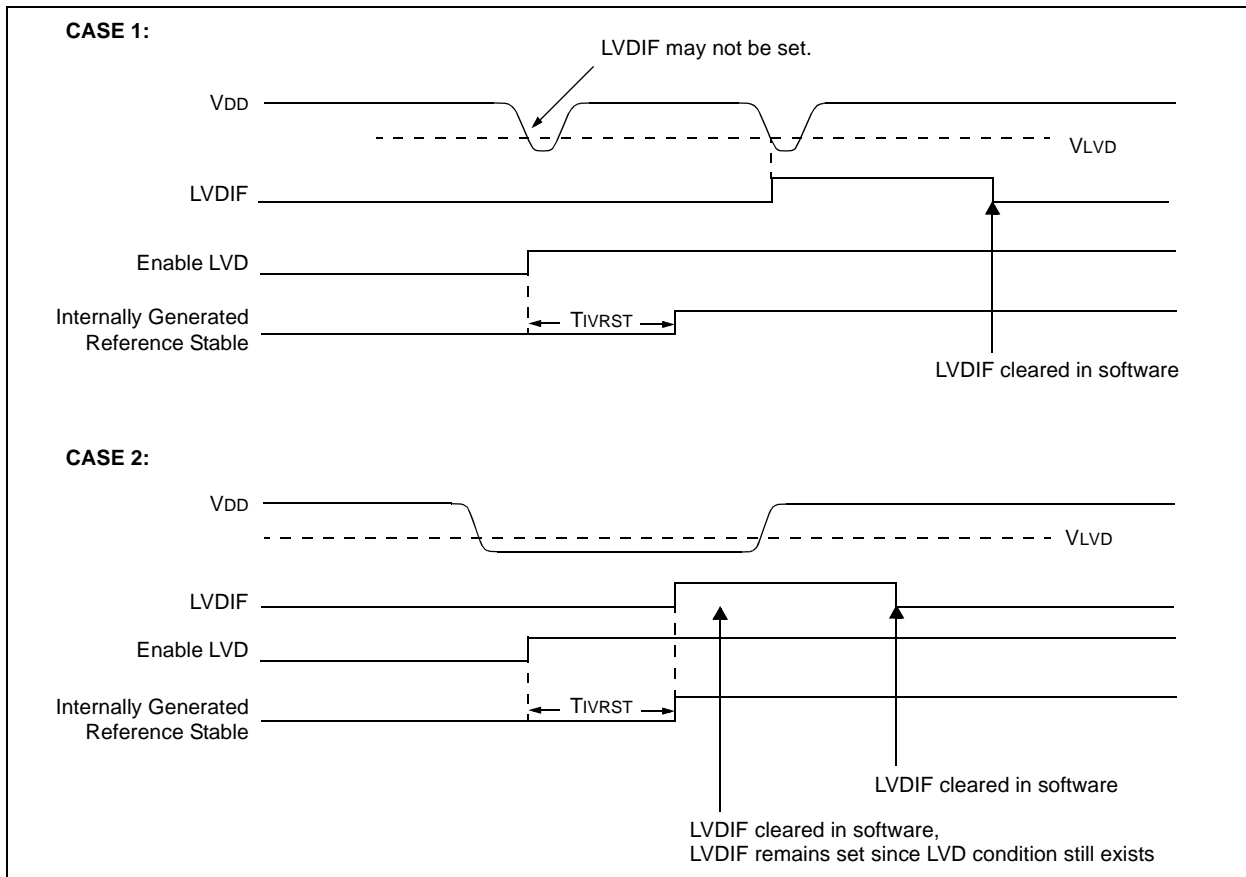 CASE 1:
LVDIF may not be set.
VDD
VLVD
LVDIF
Enable LVD
TIVRST
Internally Generated
Reference Stable
LVDIF cleared in software
CASE 2:
VDD
VLVD
LVDIF
Enable LVD
TIVRST
Internally Generated
Reference Stable
LVDIF cleared in software
LVDIF cleared in software,
LVDIF remains set since LVD condition still exists